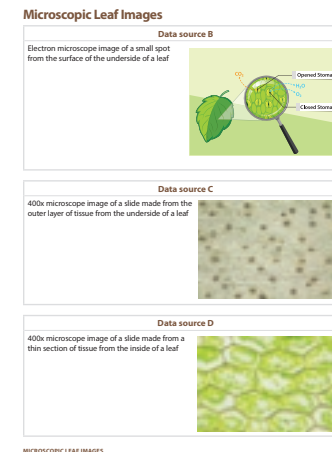 Microscopic Leaf Images
Data source B
Electron microscope image of a small spot
from the surface of the underside of a leaf
CO₂
Opened Stoma
H₂O
O₂
Closed Stoma
Data source C
400x microscope image of a slide made from the
outer layer of tissue from the underside of a leaf
Data source D
400x microscope image of a slide made from a
thin section of tissue from the inside of a leaf
MICROSCOPIC LEAF IMAGES